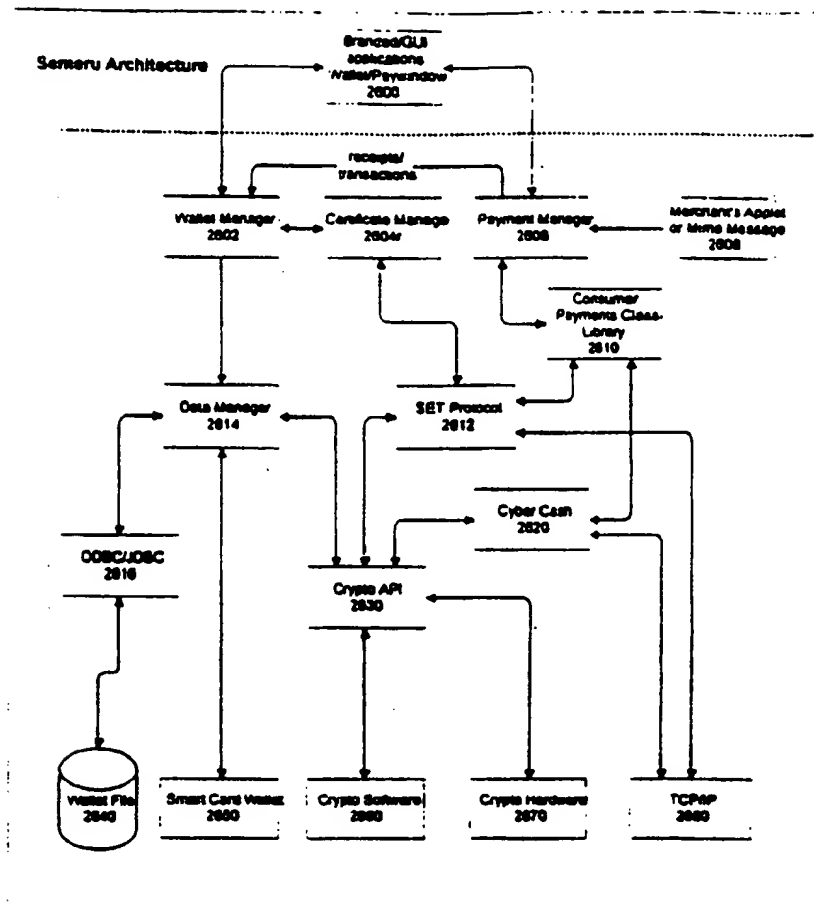 Branded/GUI
applications
Wallet/Paywindow
2600
Semeru Architecture
receipts/
transactions
Wallet Manager
2602
Certificate Manage
2604r
Payment Manager
2606
Merchant's Applet
or Mime Message
2608
Consumer
Payments Class-
Library
2610
Data Manager
2614
SET Protocol
2612
Cyber Cash
2620
ODBC/JDBC
2616
Crypto API
2630
Wallet File
2640
Smart Card Wallet
2650
Crypto Software
2660
Crypto Hardware
2670
TCP/IP
2680